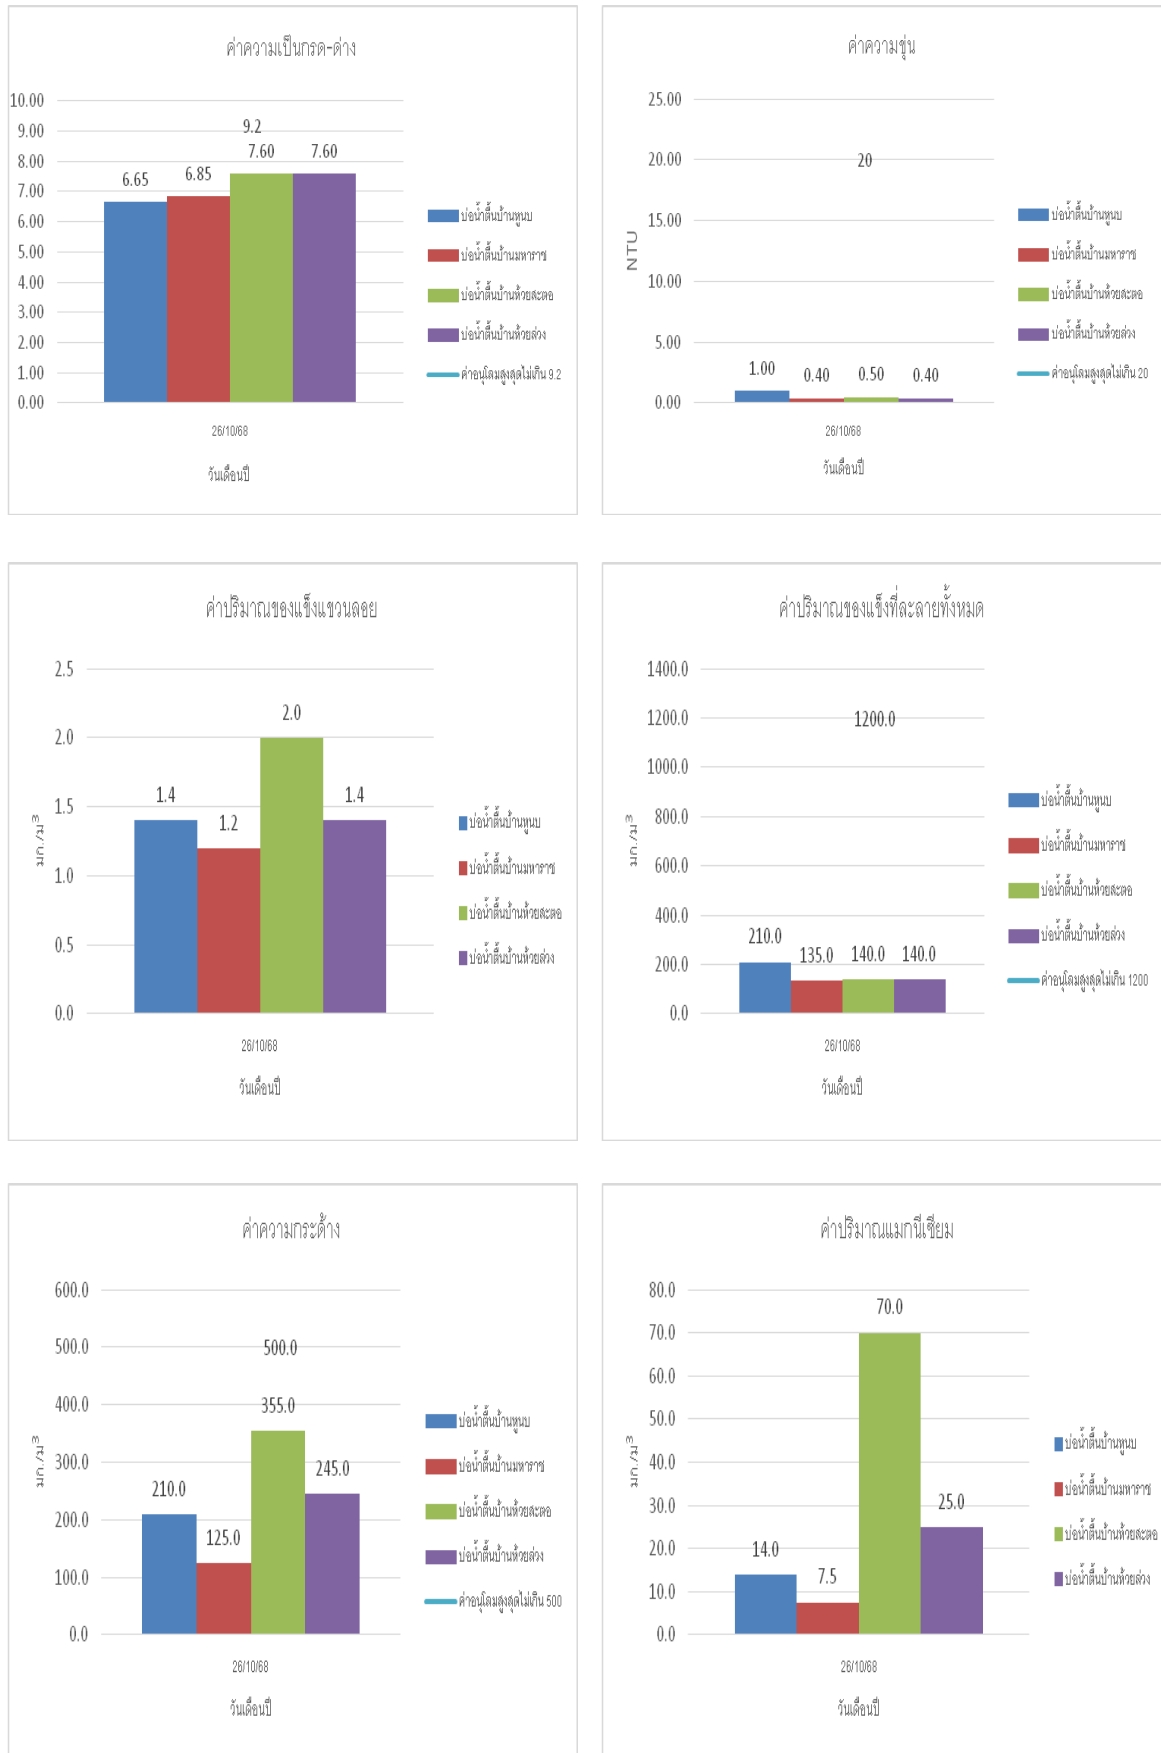 ค่าความเป็นกรด-ด่าง
10.00
9.00
8.00
7.00
6.00
5.00
4.00
3.00
2.00
1.00
0.00
9.2
6.65
6.85
7.60
7.60
26/10/68
วันเดือนปี
บ่อน้ำตื้นบ้านหูนบ
บ่อน้ำตื้นบ้านมหาราช
บ่อน้ำตื้นบ้านห้วยสะตอ
บ่อน้ำตื้นบ้านห้วยล่วง
ค่าอนุโลมสูงสุดไม่เกิน 9.2
ค่าความขุ่น
NTU
25.00
20.00
15.00
10.00
5.00
0.00
20
1.00
0.40
0.50
0.40
26/10/68
วันเดือนปี
บ่อน้ำตื้นบ้านหูนบ
บ่อน้ำตื้นบ้านมหาราช
บ่อน้ำตื้นบ้านห้วยสะตอ
บ่อน้ำตื้นบ้านห้วยล่วง
ค่าอนุโลมสูงสุดไม่เกิน 20
ค่าปริมาณของแข็งแขวนลอย
มก./ม³
2.5
2.0
1.5
1.0
0.5
0.0
1.4
1.2
2.0
1.4
26/10/68
วันเดือนปี
บ่อน้ำตื้นบ้านหูนบ
บ่อน้ำตื้นบ้านมหาราช
บ่อน้ำตื้นบ้านห้วยสะตอ
บ่อน้ำตื้นบ้านห้วยล่วง
ค่าปริมาณของแข็งที่ละลายทั้งหมด
มก./ม³
1400.0
1200.0
1000.0
800.0
600.0
400.0
200.0
0.0
1200.0
210.0
135.0
140.0
140.0
26/10/68
วันเดือนปี
บ่อน้ำตื้นบ้านหูนบ
บ่อน้ำตื้นบ้านมหาราช
บ่อน้ำตื้นบ้านห้วยสะตอ
บ่อน้ำตื้นบ้านห้วยล่วง
ค่าอนุโลมสูงสุดไม่เกิน 1200
ค่าความกระด้าง
มก./ม³
600.0
500.0
400.0
300.0
200.0
100.0
0.0
500.0
210.0
125.0
355.0
245.0
26/10/68
วันเดือนปี
บ่อน้ำตื้นบ้านหูนบ
บ่อน้ำตื้นบ้านมหาราช
บ่อน้ำตื้นบ้านห้วยสะตอ
บ่อน้ำตื้นบ้านห้วยล่วง
ค่าอนุโลมสูงสุดไม่เกิน 500
ค่าปริมาณแมกนีเซียม
มก./ม³
80.0
70.0
60.0
50.0
40.0
30.0
20.0
10.0
0.0
14.0
7.5
70.0
25.0
26/10/68
วันเดือนปี
บ่อน้ำตื้นบ้านหูนบ
บ่อน้ำตื้นบ้านมหาราช
บ่อน้ำตื้นบ้านห้วยสะตอ
บ่อน้ำตื้นบ้านห้วยล่วง